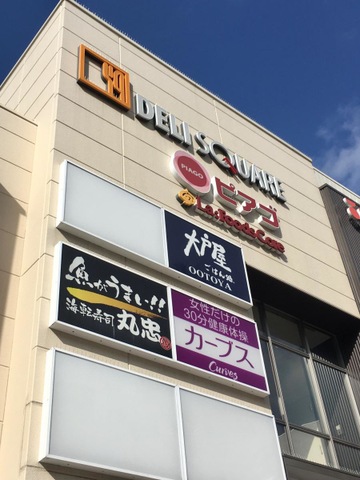 DELI SQUARE
PIAGO
ピアゴ
La Foods Core
大戸屋
ごはん処
OOTOYA
魚がうまい!!
海転寿司 丸忠
女性だけの
30分健康体操
カーブス
Curves